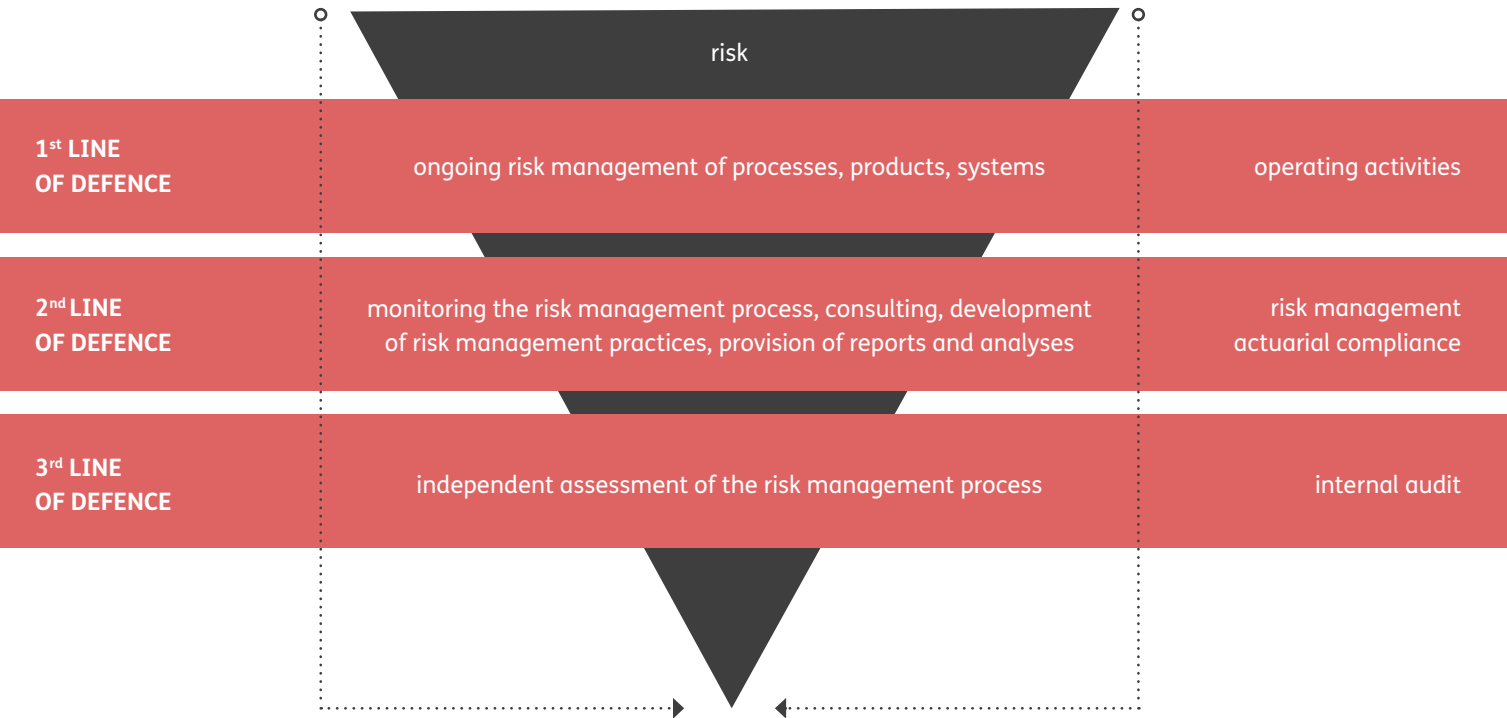 risk
1st LINE
OF DEFENCE
ongoing risk management of processes, products, systems
operating activities
2nd LINE
OF DEFENCE
monitoring the risk management process, consulting, development
of risk management practices, provision of reports and analyses
risk management
actuarial compliance
3rd LINE
OF DEFENCE
independent assessment of the risk management process
internal audit